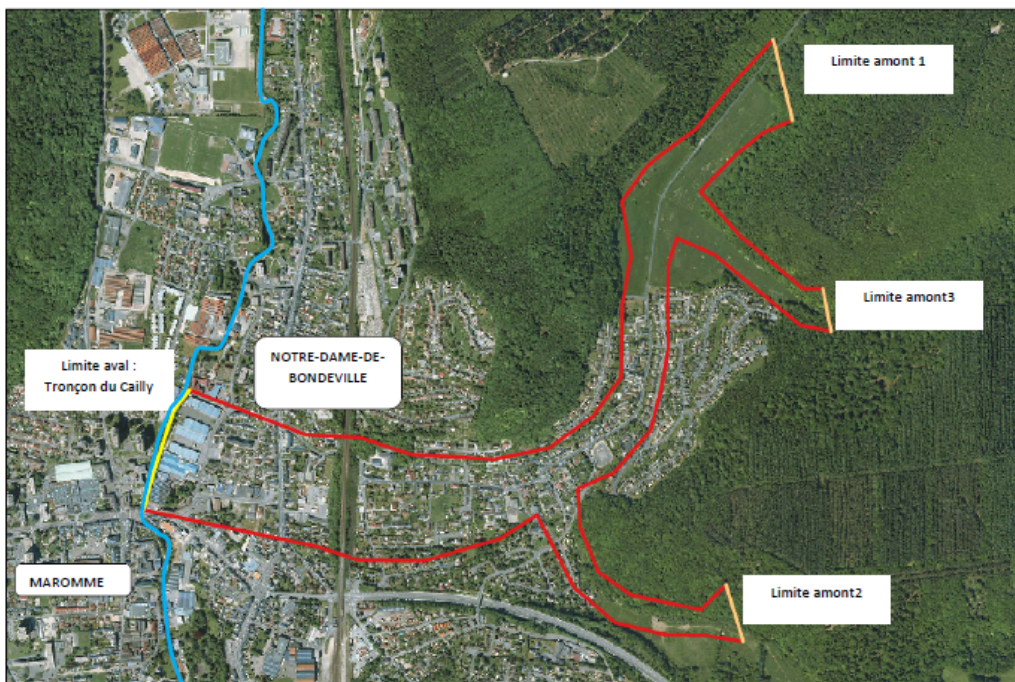 Limite amont 1
Limite amont3
Limite aval :
Tronçon du Cailly
NOTRE-DAME-DE-
BONDEVILLE
MAROMME
Limite amont2